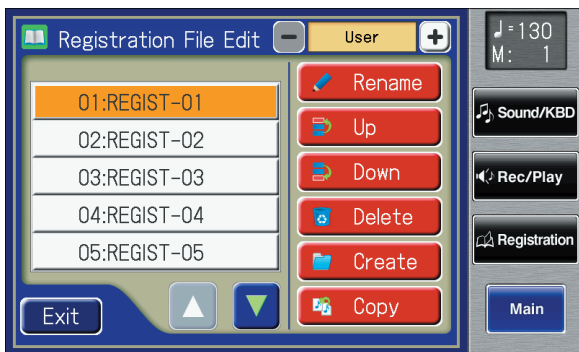 Registration File Edit - User +
01:REGIST-01
02:REGIST-02
03:REGIST-03
04:REGIST-04
05:REGIST-05
Exit
Rename
Up
Down
Delete
Create
Copy
♩=130
M: 1
Sound/KBD
Rec/Play
Registration
Main